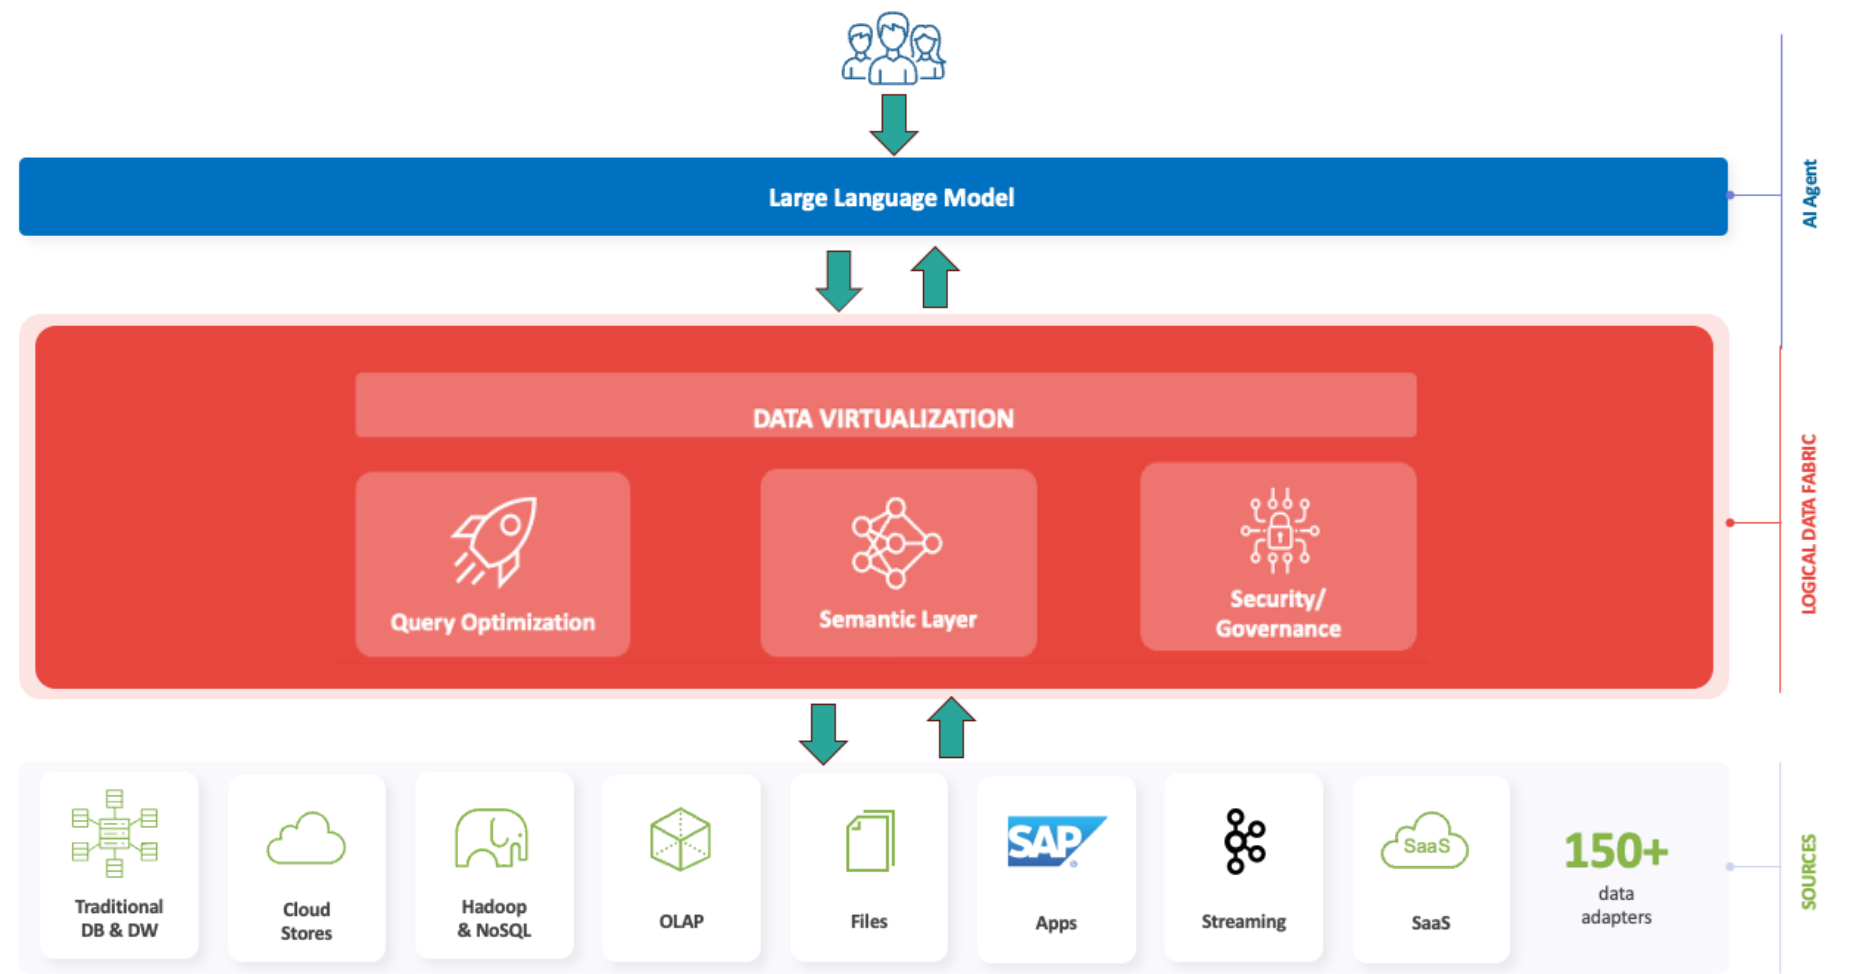 Large Language Model
AI Agent
DATA VIRTUALIZATION
Query Optimization
Semantic Layer
Security/
Governance
LOGICAL DATA FABRIC
Traditional
DB & DW
Cloud
Stores
Hadoop
& NoSQL
OLAP
Files
SAP
Apps
Streaming
SaaS
SaaS
150+
data
adapters
SOURCES